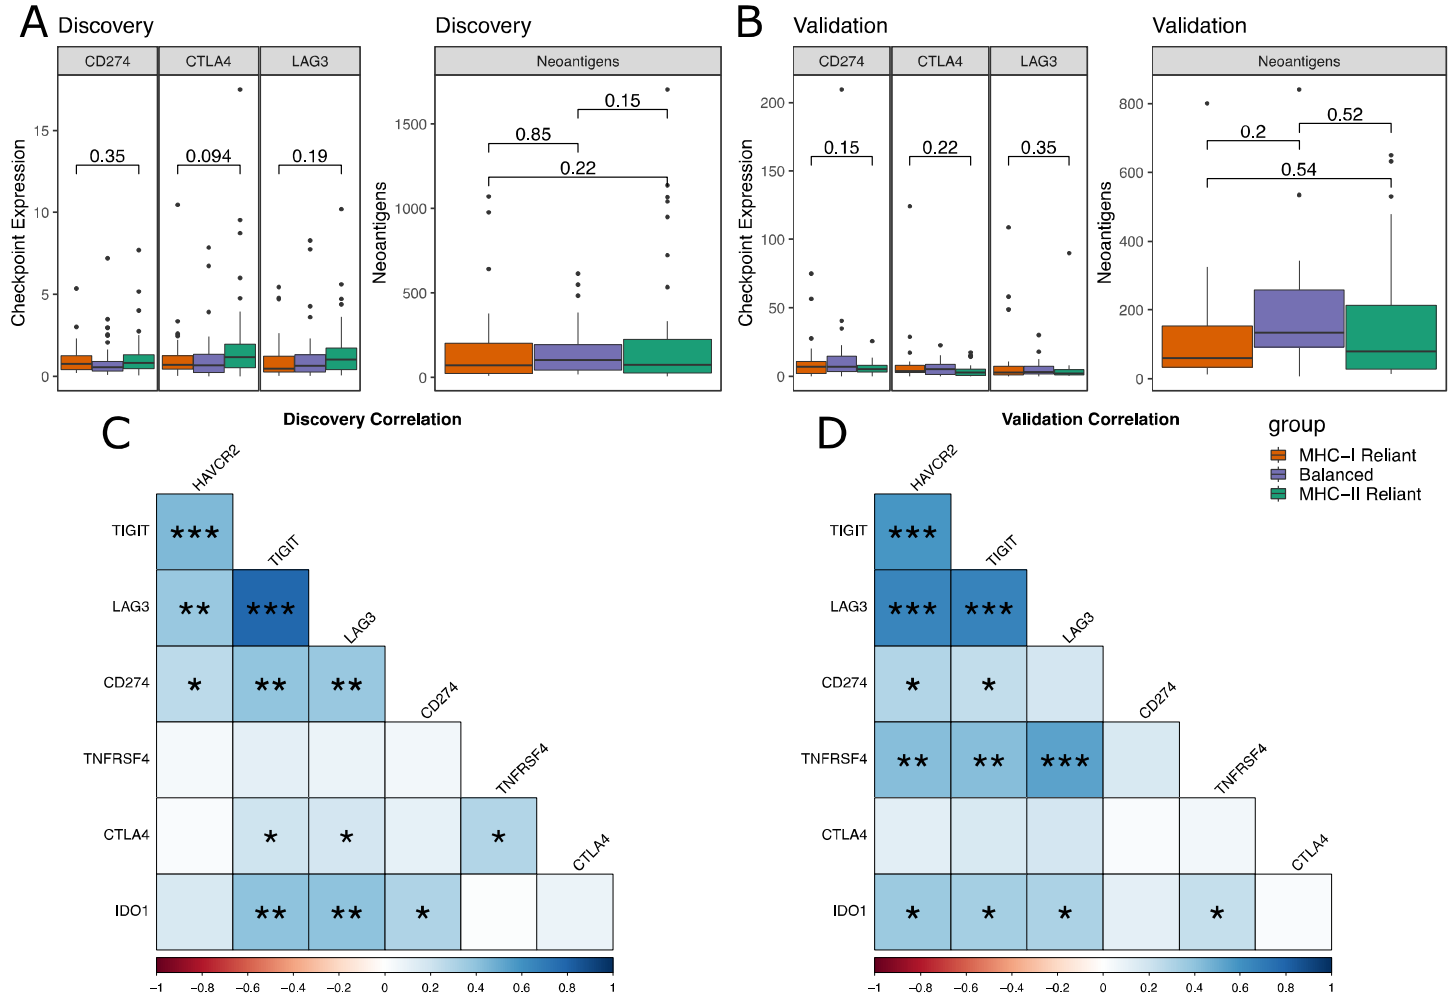 A
Discovery
CD274
CTLA4
LAG3
Checkpoint Expression
15
10
5
0
0.35
0.094
0.19
Discovery
Neoantigens
Neoantigens
1500
1000
500
0
0.15
0.85
0.22
B
Validation
CD274
CTLA4
LAG3
Checkpoint Expression
200
150
100
50
0
0.15
0.22
0.35
Validation
Neoantigens
Neoantigens
800
600
400
200
0
0.52
0.2
0.54
C
Discovery Correlation
HAVCR2
TIGIT
***
TIGIT
LAG3
** ***
LAG3
CD274
* ** **
CD274
TNFRSF4
TNFRSF4
CTLA4
* * *
CTLA4
IDO1
** ** *
−1 −0.8 −0.6 −0.4 −0.2 0 0.2 0.4 0.6 0.8 1
D
Validation Correlation
HAVCR2
TIGIT
***
TIGIT
LAG3
*** ***
LAG3
CD274
* *
CD274
TNFRSF4
** ** ***
TNFRSF4
CTLA4
CTLA4
IDO1
* * * *
−1 −0.8 −0.6 −0.4 −0.2 0 0.2 0.4 0.6 0.8 1
group
MHC−I Reliant
Balanced
MHC−II Reliant